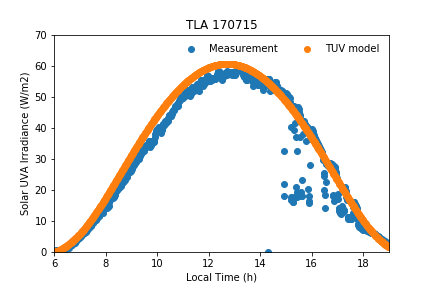 TLA 170715
Measurement TUV model
70
60
50
40
30
20
10
0
Solar UVA Irradiance (W/m2)
6 8 10 12 14 16 18
Local Time (h)